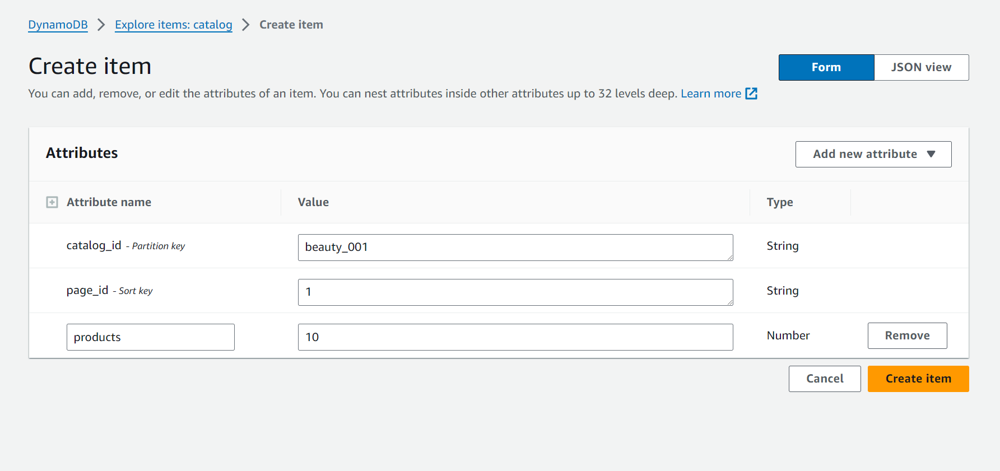 DynamoDB > Explore items: catalog > Create item
Create item
Form JSON view
You can add, remove, or edit the attributes of an item. You can nest attributes inside other attributes up to 32 levels deep. Learn more
Attributes
Add new attribute
Attribute name Value Type
catalog_id - Partition key beauty_001 String
page_id - Sort key 1 String
products 10 Number Remove
Cancel Create item